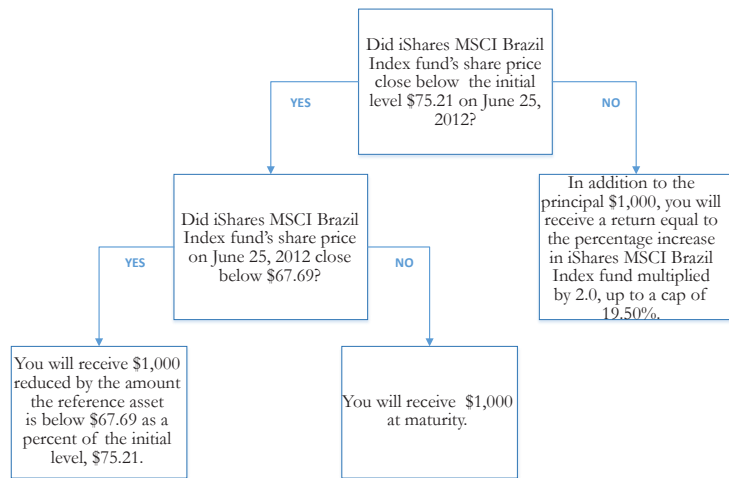 Did iShares MSCI Brazil
Index fund's share price
close below the initial
level $75.21 on June 25,
2012?
YES
NO
Did iShares MSCI Brazil
Index fund's share price
on June 25, 2012 close
below $67.69?
In addition to the
principal $1,000, you will
receive a return equal to
the percentage increase
in iShares MSCI Brazil
Index fund multiplied
by 2.0, up to a cap of
19.50%.
YES
NO
You will receive $1,000
reduced by the amount
the reference asset
is below $67.69 as a
percent of the initial
level, $75.21.
You will receive $1,000
at maturity.